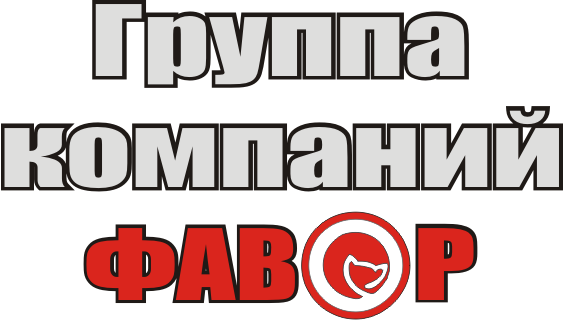 Группа
компаний
ФАВОР